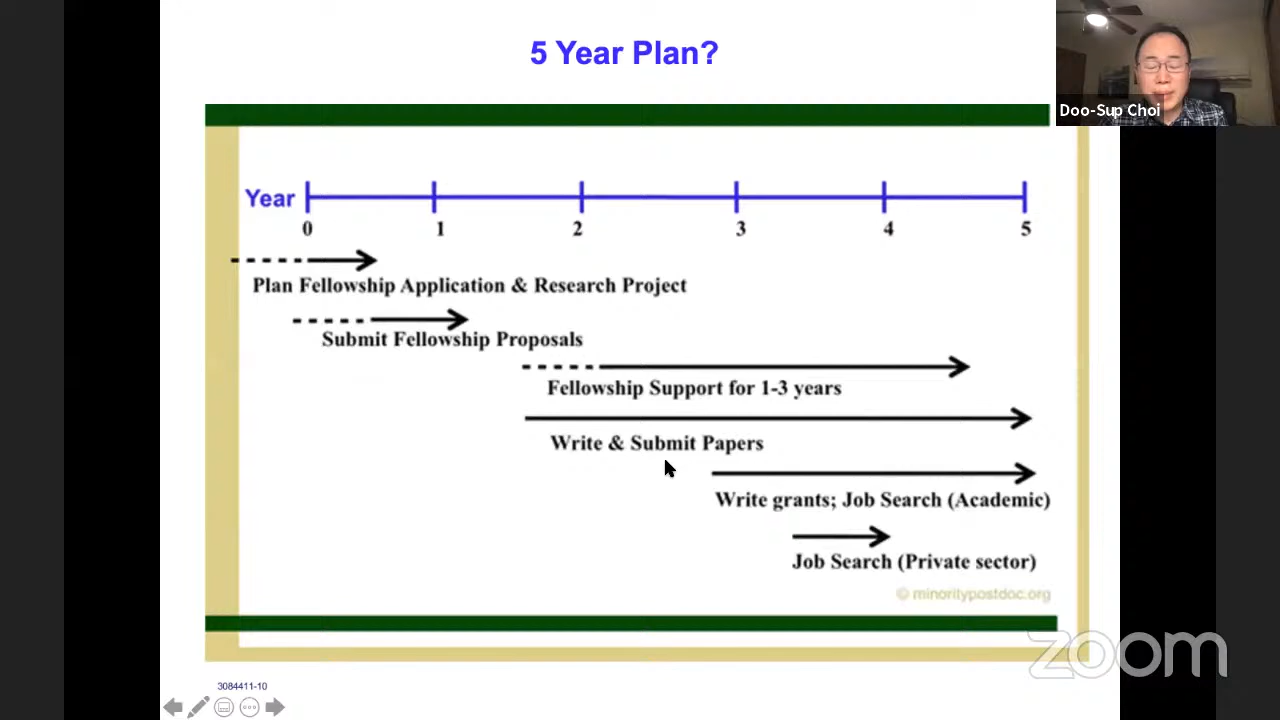 5 Year Plan?
Doo-Sup Choi
Year
0 1 2 3 4 5
Plan Fellowship Application & Research Project
Submit Fellowship Proposals
Fellowship Support for 1-3 years
Write & Submit Papers
Write grants; Job Search (Academic)
Job Search (Private sector)
© minoritypostdoc.org
zoom
3084411-10